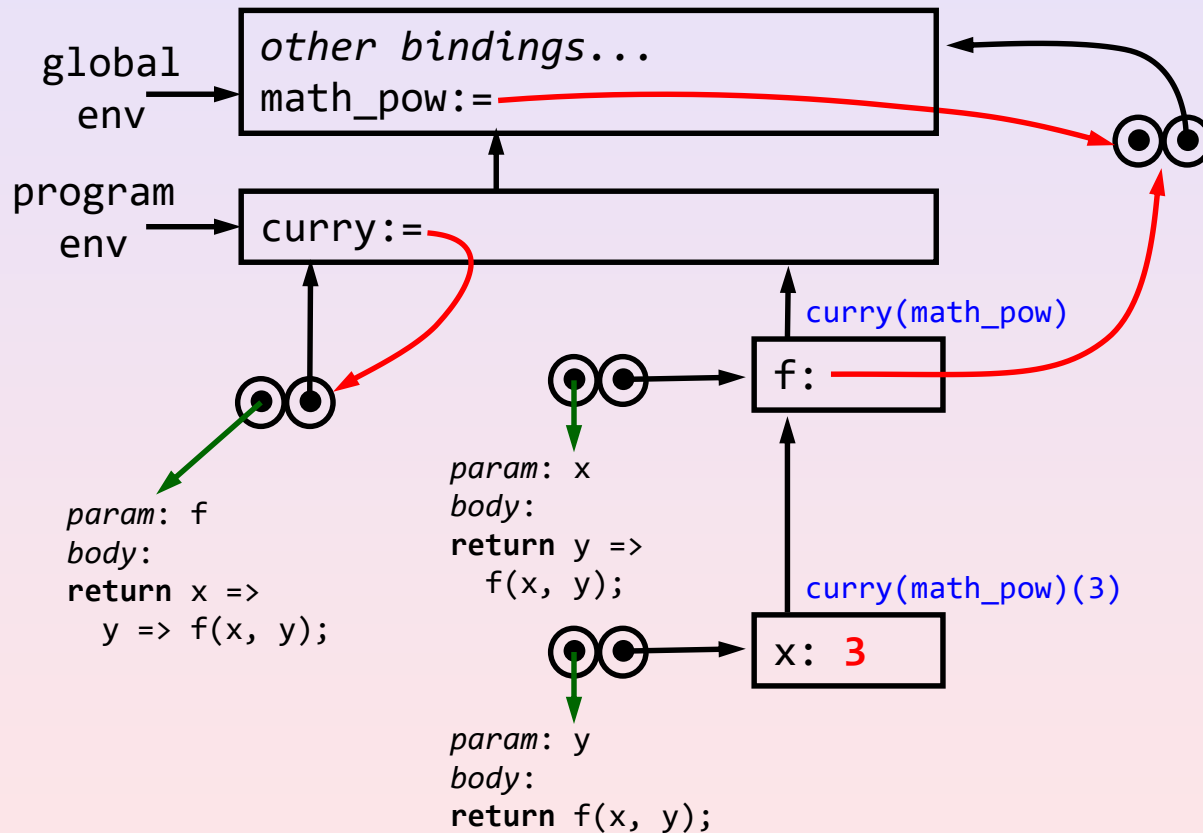 global
env
other bindings...
math_pow:=
program
env
curry:=
curry(math_pow)
f:
param: f
body:
return x =>
  y => f(x, y);
param: x
body:
return y =>
  f(x, y);
curry(math_pow)(3)
x: 3
param: y
body:
return f(x, y);